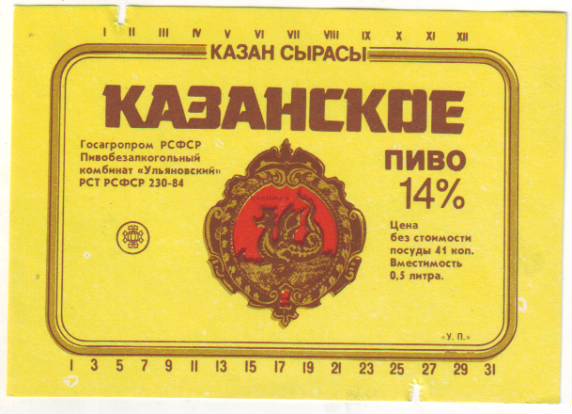 I II III IV V VI VII VIII IX X XI XII
КАЗАН СЫРАСЫ
КАЗАНСКОЕ
Госагропром РСФСР
Пивобезалкогольный
комбинат «Ульяновский»
РСТ РСФСР 230-84
ПИВО
14%
Цена
без стоимости
посуды 41 коп.
Вместимость
0,5 литра.
«У. П.»
1 3 5 7 9 11 13 15 17 19 21 23 25 27 29 31